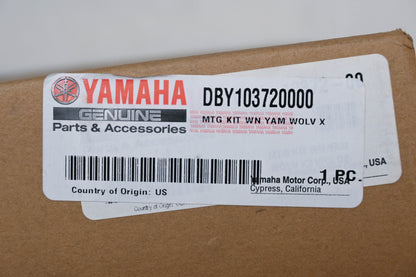 YAMAHA
GENUINE
Parts & Accessories
DBY103720000
MTG KIT WN YAM WOLV X
1 PC
Country of Origin: US
Yamaha Motor Corp., USA
Cypress, California
USA